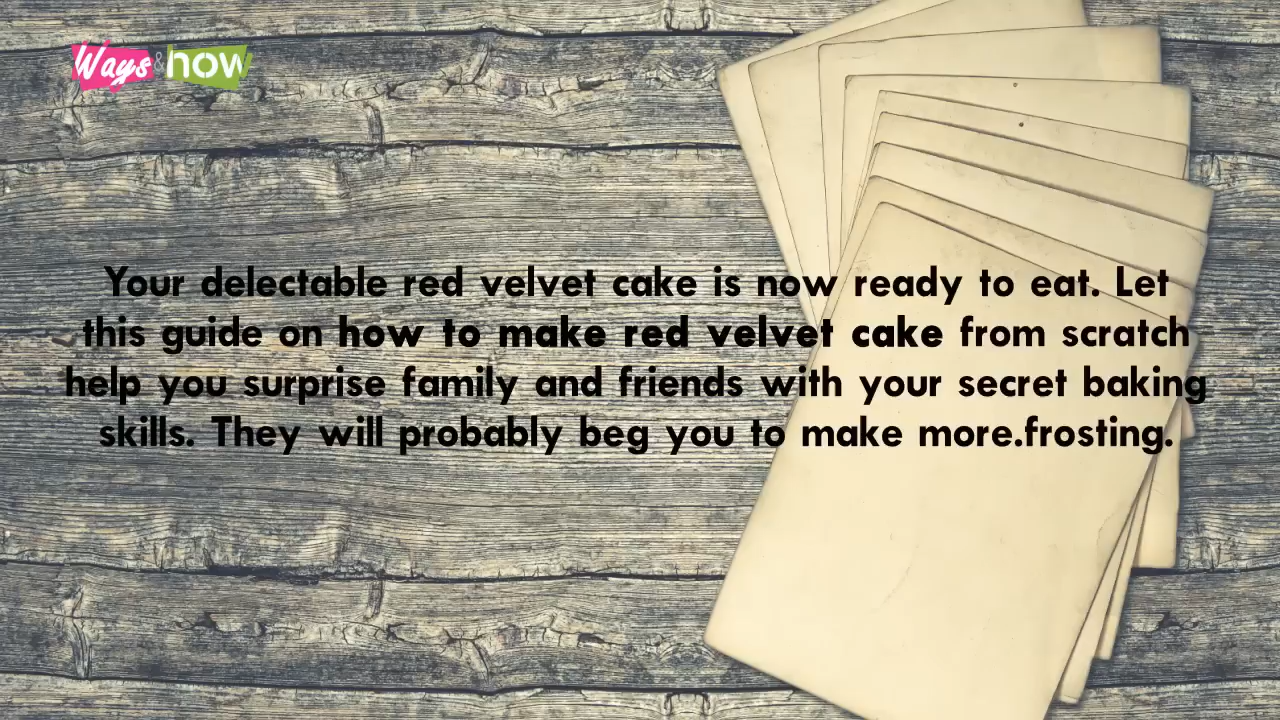 Ways & how
Your delectable red velvet cake is now ready to eat. Let
this guide on how to make red velvet cake from scratch
help you surprise family and friends with your secret baking
skills. They will probably beg you to make more.frosting.